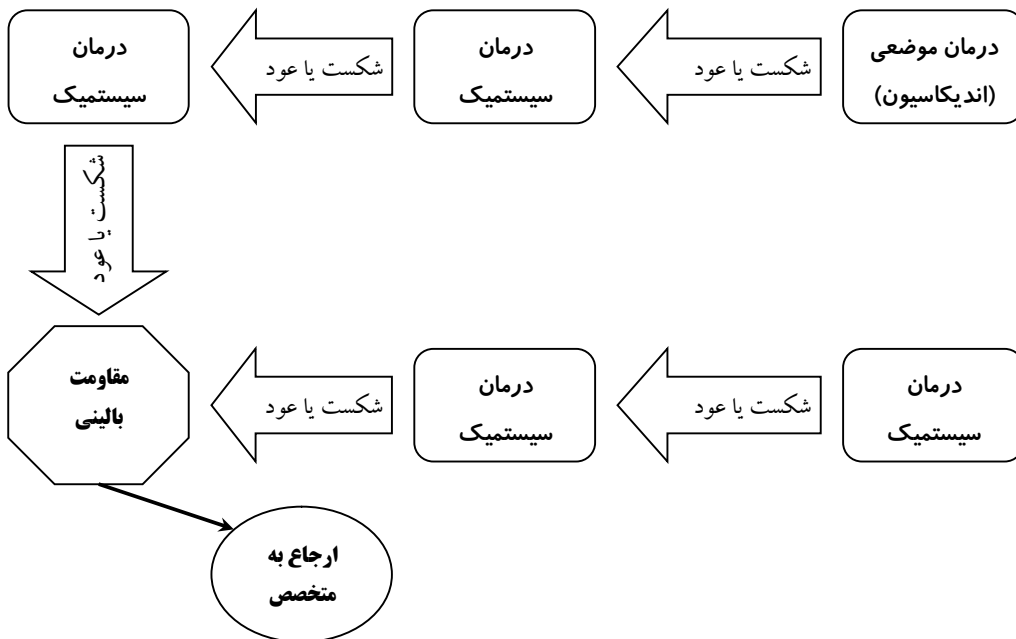 درمان موضعی
(اندیکاسیون)
شکست یا عود
درمان
سیستمیک
شکست یا عود
درمان
سیستمیک
شکست یا عود
درمان
سیستمیک
شکست یا عود
درمان
سیستمیک
شکست یا عود
مقاومت
بالینی
ارجاع به
متخصص